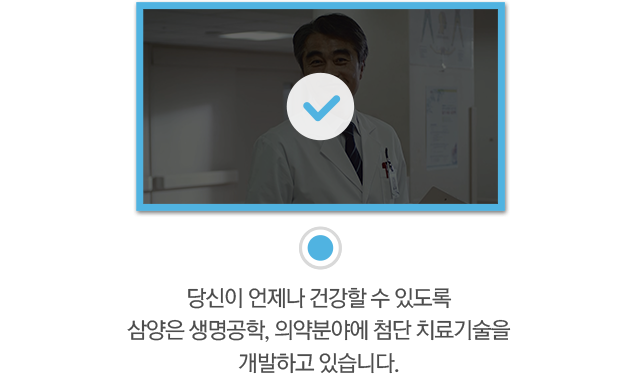 당신이 언제나 건강할 수 있도록
삼양은 생명공학, 의약분야에 첨단 치료기술을
개발하고 있습니다.